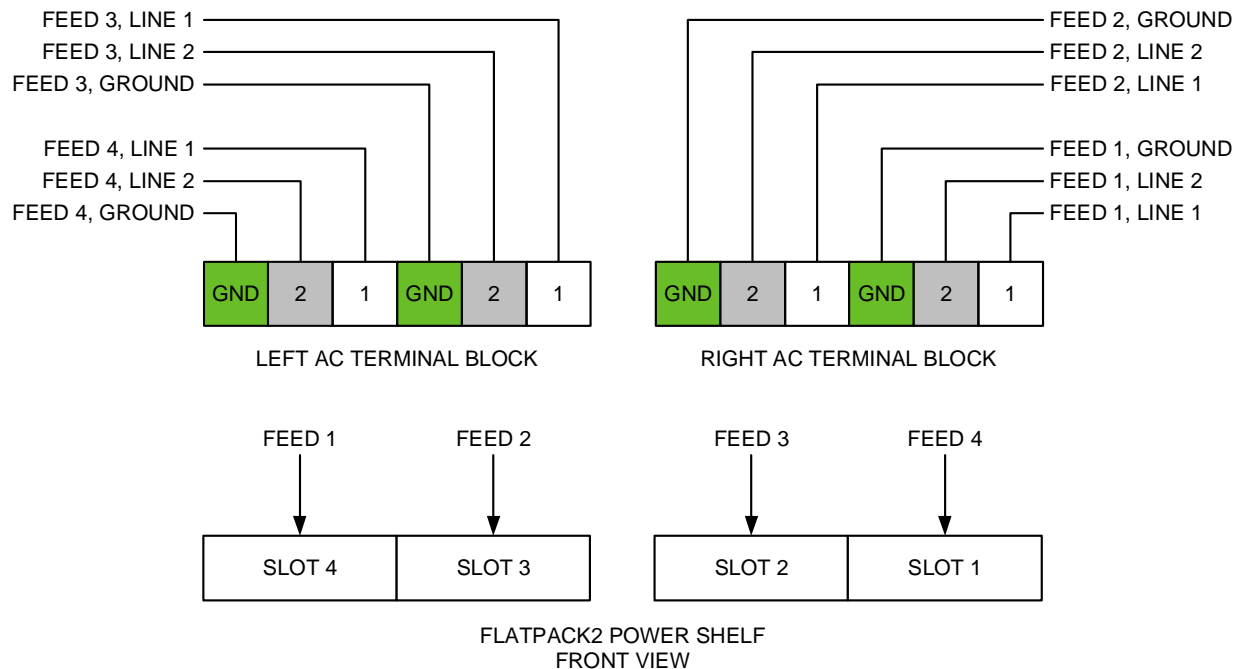 FEED 3, LINE 1
FEED 3, LINE 2
FEED 3, GROUND
FEED 4, LINE 1
FEED 4, LINE 2
FEED 4, GROUND
FEED 2, GROUND
FEED 2, LINE 2
FEED 2, LINE 1
FEED 1, GROUND
FEED 1, LINE 2
FEED 1, LINE 1
GND 2 1 GND 2 1
LEFT AC TERMINAL BLOCK
GND 2 1 GND 2 1
RIGHT AC TERMINAL BLOCK
FEED 1 FEED 2 FEED 3 FEED 4
SLOT 4 SLOT 3 SLOT 2 SLOT 1
FLATPACK2 POWER SHELF
FRONT VIEW